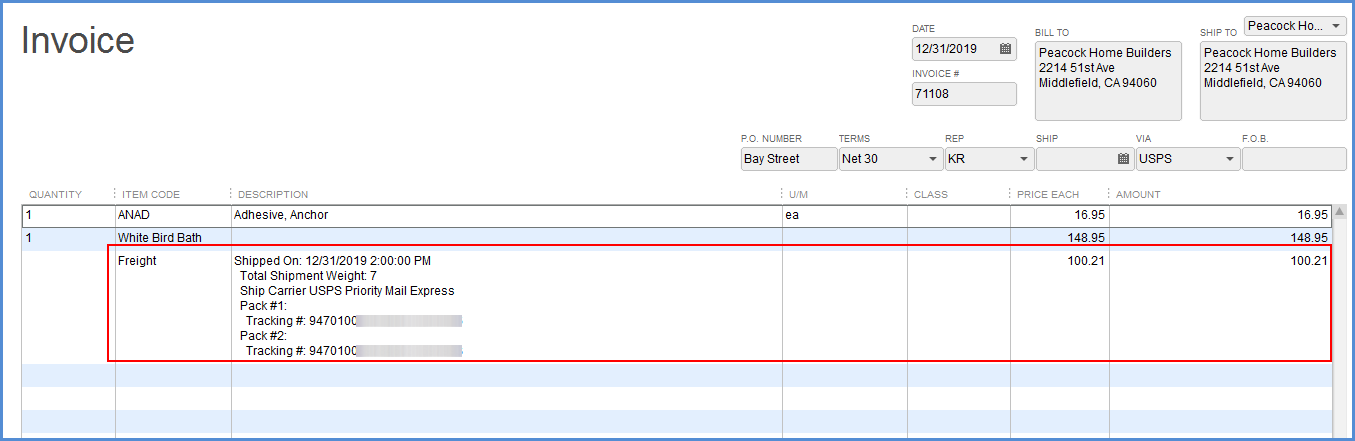 Invoice
DATE
12/31/2019
INVOICE #
71108
BILL TO
Peacock Home Builders
2214 51st Ave
Middlefield, CA 94060
SHIP TO
Peacock Ho...
Peacock Home Builders
2214 51st Ave
Middlefield, CA 94060
P.O. NUMBER TERMS REP SHIP VIA F.O.B.
Bay Street Net 30 KR USPS
QUANTITY ITEM CODE DESCRIPTION U/M CLASS PRICE EACH AMOUNT
1 ANAD Adhesive, Anchor ea 16.95 16.95
1 White Bird Bath 148.95 148.95
Freight Shipped On: 12/31/2019 2:00:00 PM 100.21 100.21
Total Shipment Weight: 7
Ship Carrier USPS Priority Mail Express
Pack #1:
Tracking #: 9470100
Pack #2:
Tracking #: 9470100